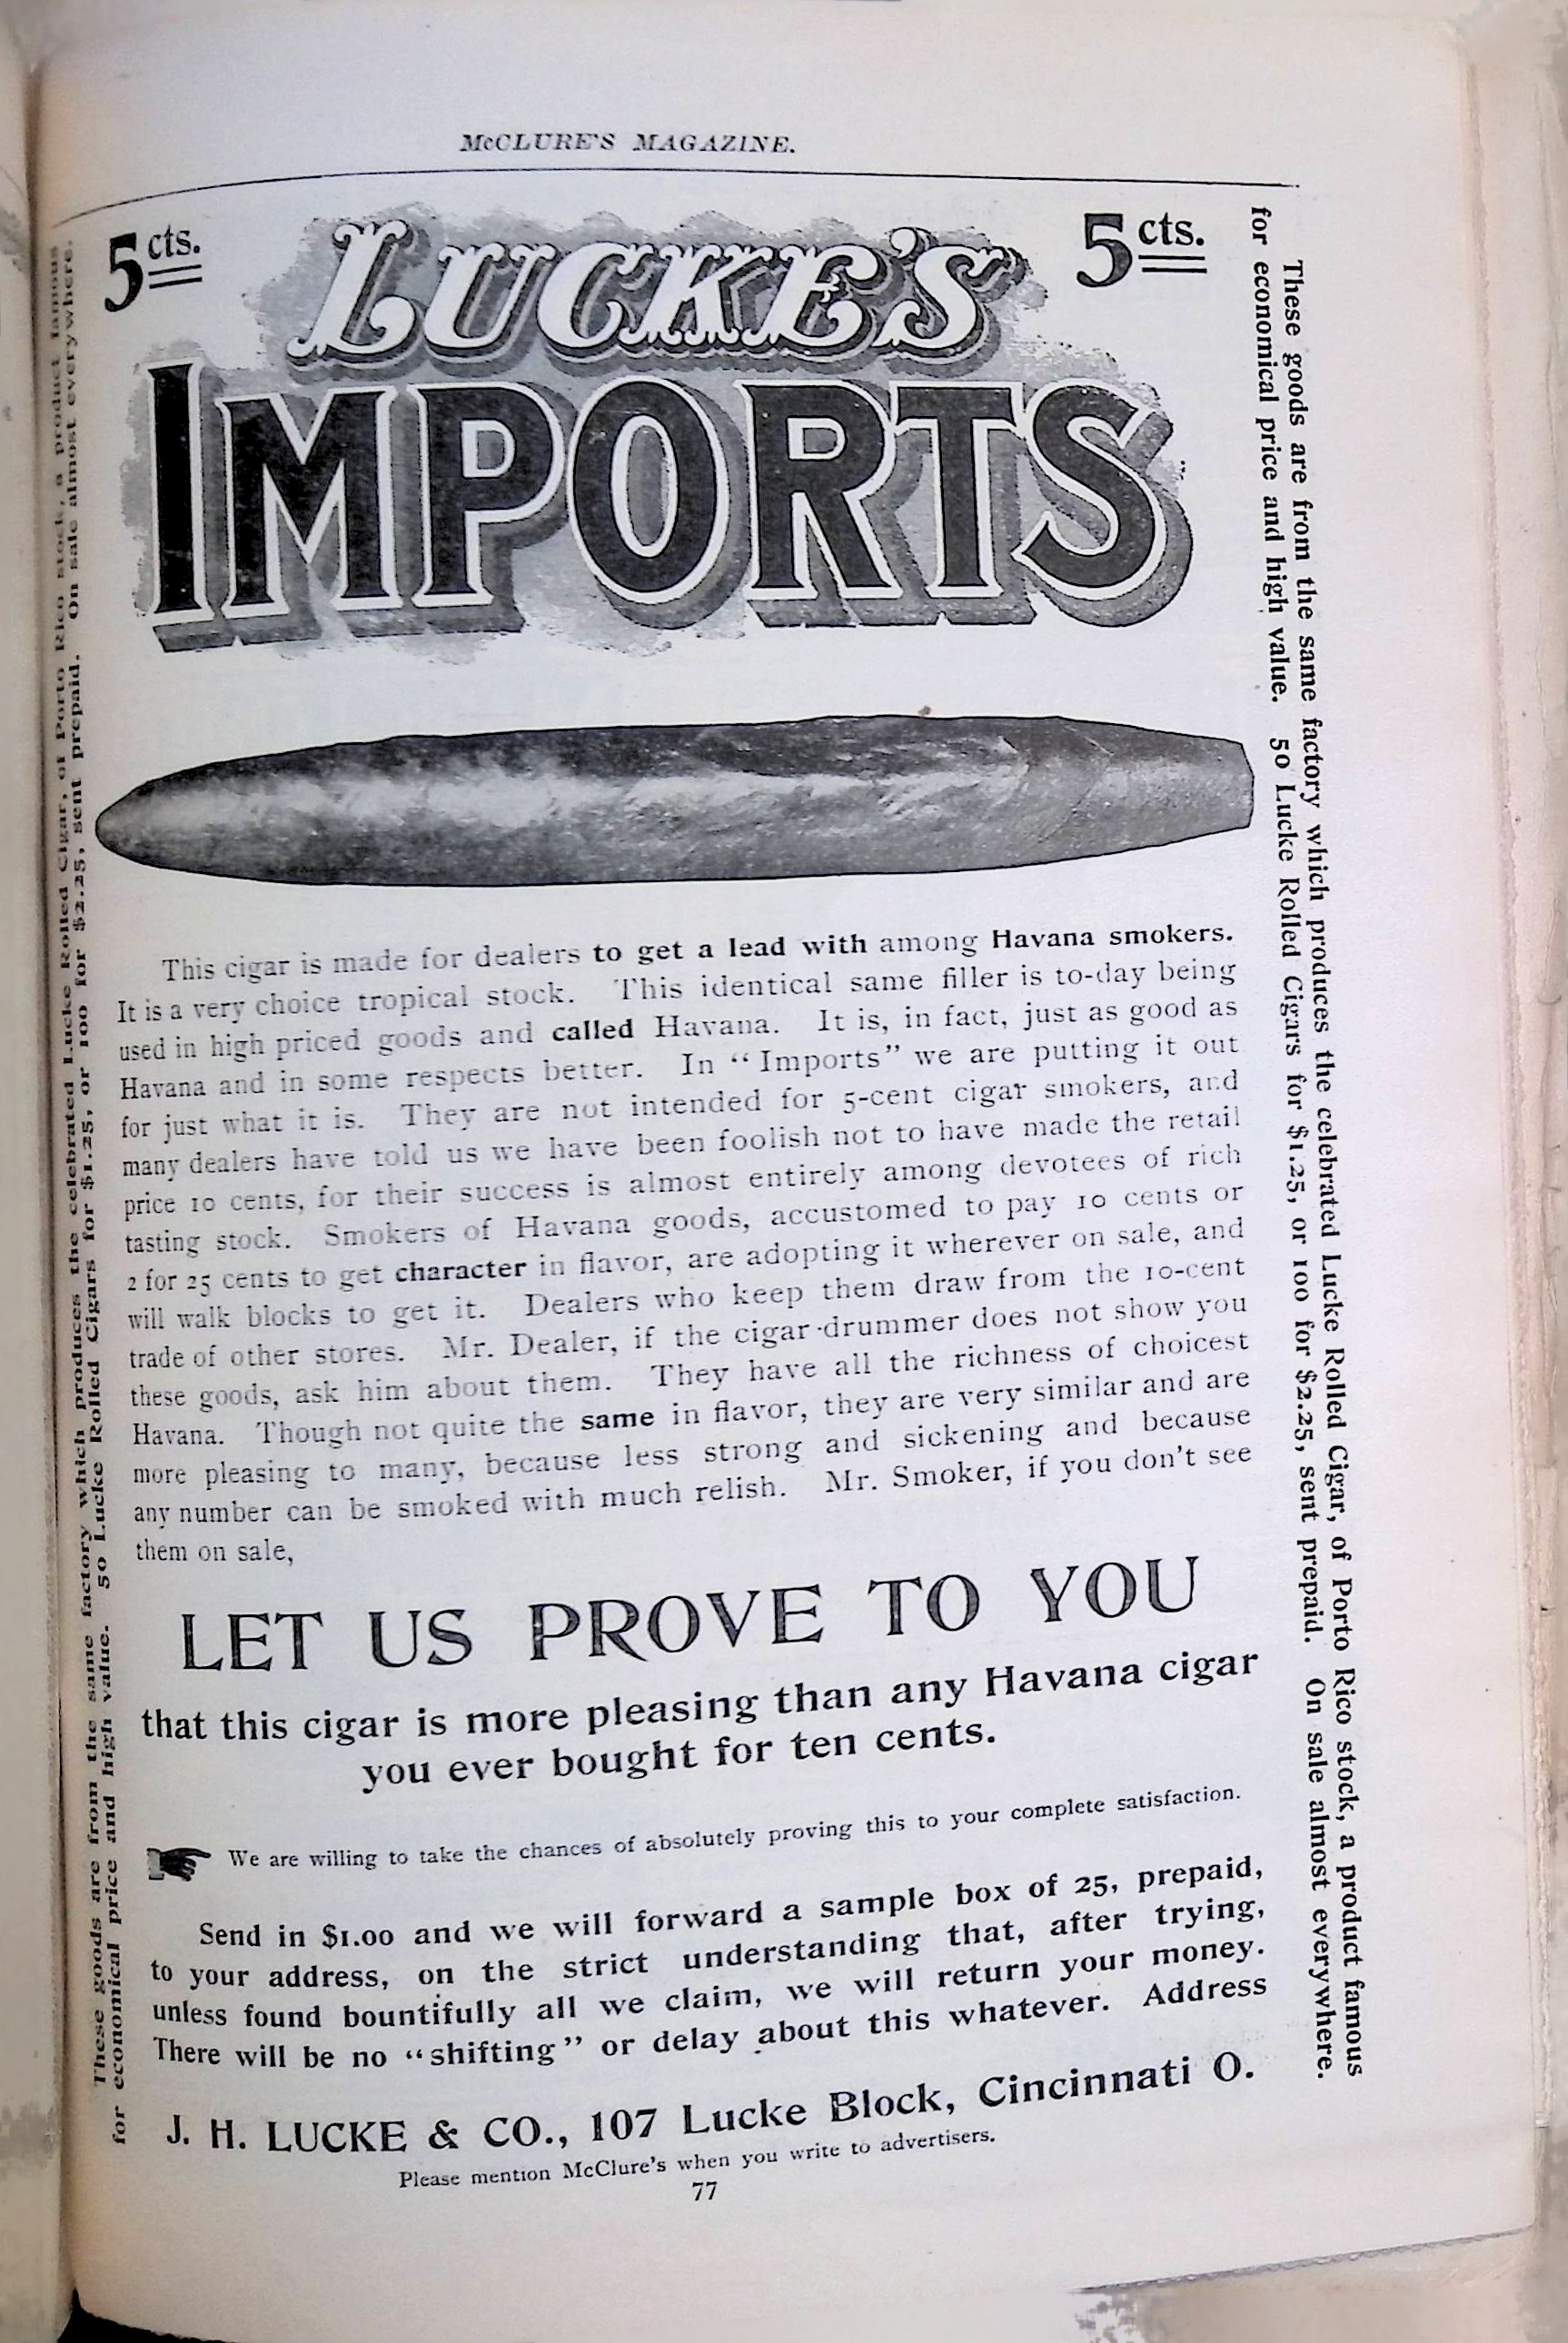 McCLURE'S MAGAZINE.
5 cts.
LUCKE'S
5 cts.
IMPORTS
This cigar is made for dealers to get a lead with among Havana smokers.
It is a very choice tropical stock. This identical same filler is to-day being
used in high priced goods and called Havana. It is, in fact, just as good as
Havana and in some respects better. In “Imports” we are putting it out
for just what it is. They are not intended for 5-cent cigar smokers, and
many dealers have told us we have been foolish not to have made the retail
price 10 cents, for their success is almost entirely among devotees of rich
tasting stock. Smokers of Havana goods, accustomed to pay 10 cents or
2 for 25 cents to get character in flavor, are adopting it wherever on sale, and
will walk blocks to get it. Dealers who keep them draw from the 10-cent
trade of other stores. Mr. Dealer, if the cigar-drummer does not show you
these goods, ask him about them. They have all the richness of choicest
Havana. Though not quite the same in flavor, they are very similar and are
more pleasing to many, because less strong and sickening and because
any number can be smoked with much relish. Mr. Smoker, if you don't see
them on sale,
LET US PROVE TO YOU
that this cigar is more pleasing than any Havana cigar
you ever bought for ten cents.
We are willing to take the chances of absolutely proving this to your complete satisfaction.
Send in $1.00 and we will forward a sample box of 25, prepaid,
to your address, on the strict understanding that, after trying,
unless found bountifully all we claim, we will return your money.
There will be no “shifting” or delay about this whatever. Address
J. H. LUCKE & CO., 107 Lucke Block, Cincinnati O.
Please mention McClure's when you write to advertisers.
77
These goods are from the same factory which produces the celebrated Lucke Rolled Cigar, of Porto Rico stock, a product famous
for economical price and high value. 50 Lucke Rolled Cigars for $1.25, or 100 for $2.25, sent prepaid. On sale almost everywhere.
These goods are from the same factory which produces the celebrated Lucke Rolled Cigar, of Porto Rico stock, a product famous
for economical price and high value. 50 Lucke Rolled Cigars for $1.25, or 100 for $2.25, sent prepaid. On sale almost everywhere.